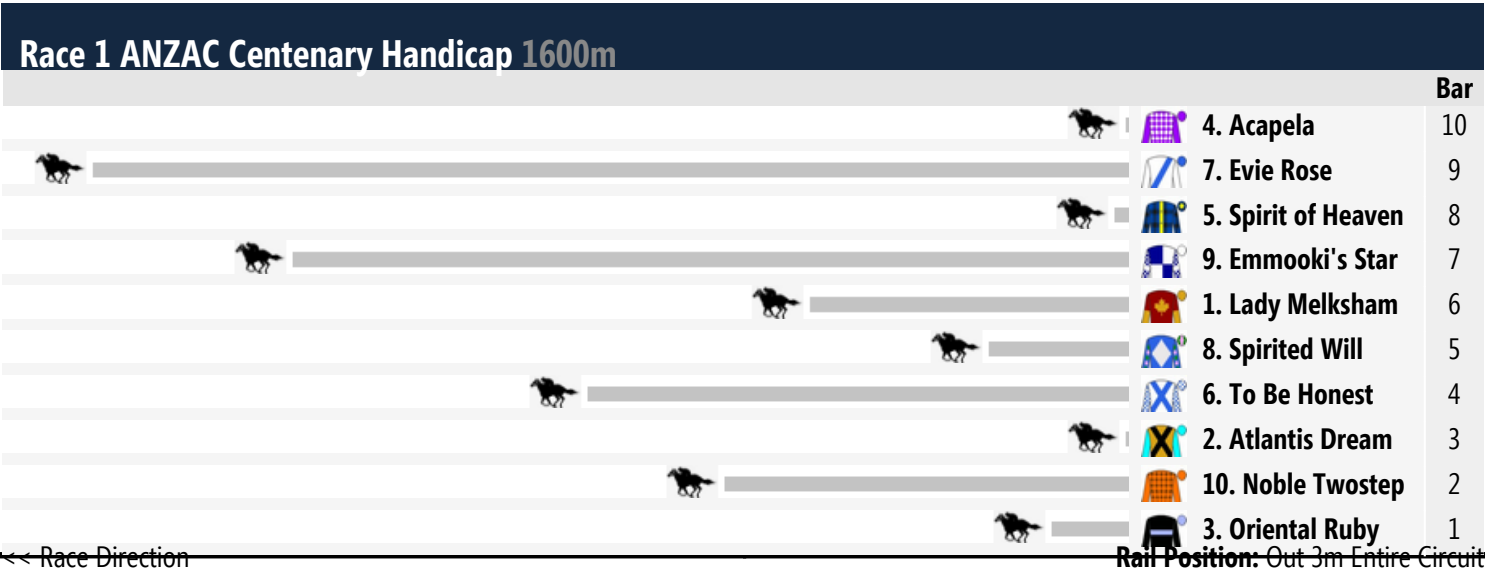 Race 1 ANZAC Centenary Handicap 1600m
Bar
4. Acapela 10
7. Evie Rose 9
5. Spirit of Heaven 8
9. Emmooki's Star 7
1. Lady Melksham 6
8. Spirited Will 5
6. To Be Honest 4
2. Atlantis Dream 3
10. Noble Twostep 2
3. Oriental Ruby 1
<< Race Direction Rail Position: Out 3m Entire Circuit